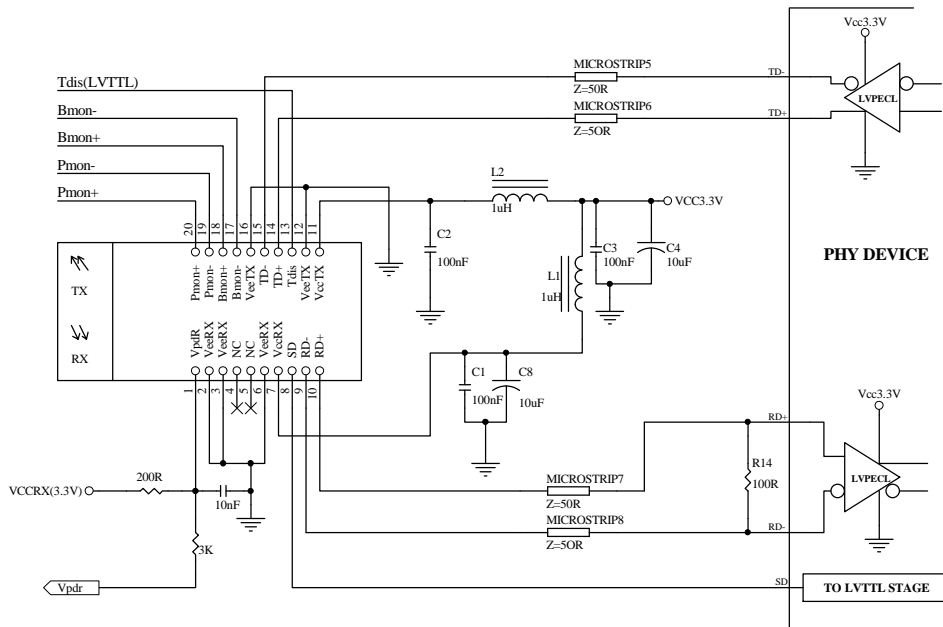 Vcc3.3V
MICROSTRIP5
TD-
Tdis(LVTTL)
Z=50R
LVPECL
Bmon-
MICROSTRIP6
TD+
Bmon+
Z=5OR
Pmon-
L2
Pmon+
1uH
VCC3.3V
20
19
18
17
16
15
14
13
12
11
C2
100nF
C3
100nF
C4
10uF
PHY DEVICE
L1
1uH
TX
Pmon+
Pmon-
Bmon+
Bmon-
VeeTX
TD-
TD+
Tdis
VeeTX
VccTX
RX
VpdR
VeeRX
VeeRX
NC
NC
VeeRX
VccRX
SD
RD-
RD+
1
2
3
4
5
6
7
8
9
10
C1
100nF
C8
10uF
Vcc3.3V
RD+
R14
100R
LVPECL
VCCRX(3.3V)
200R
10nF
MICROSTRIP7
Z=50R
MICROSTRIP8
RD-
Z=5OR
3K
Vpdr
SD
TO LVTTL STAGE